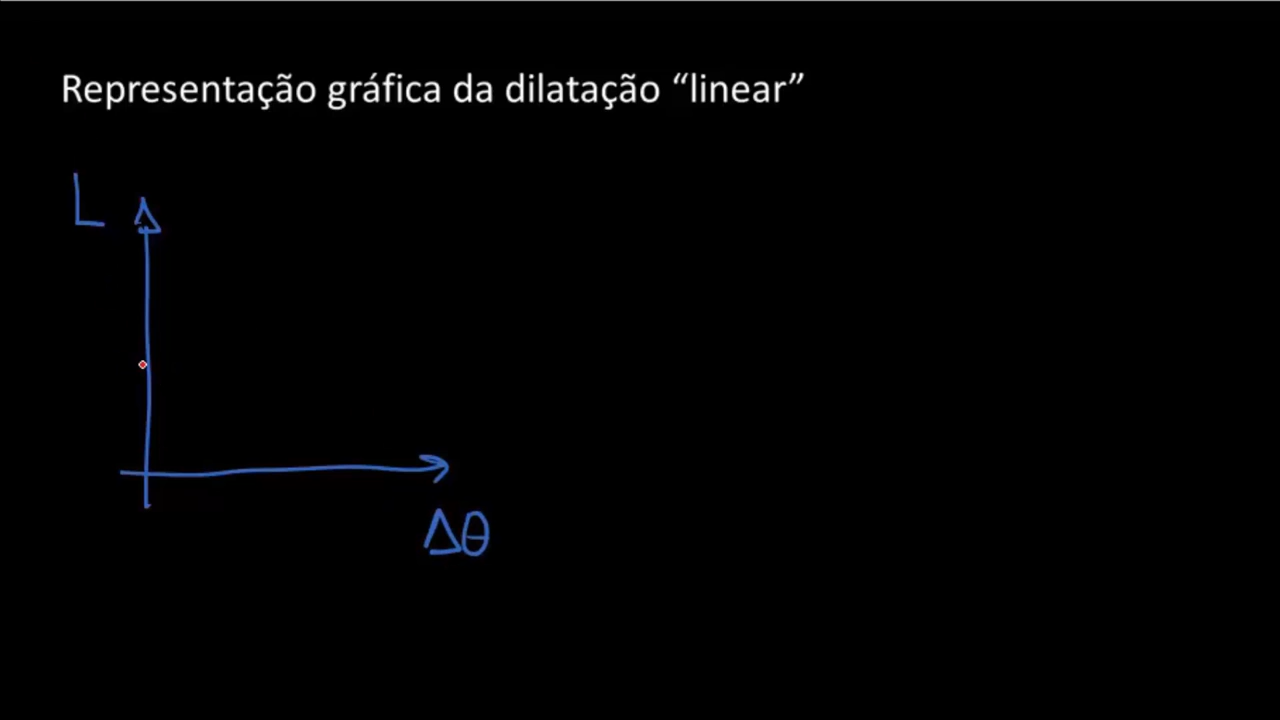 Representação gráfica da dilatação “linear”
L
Δθ